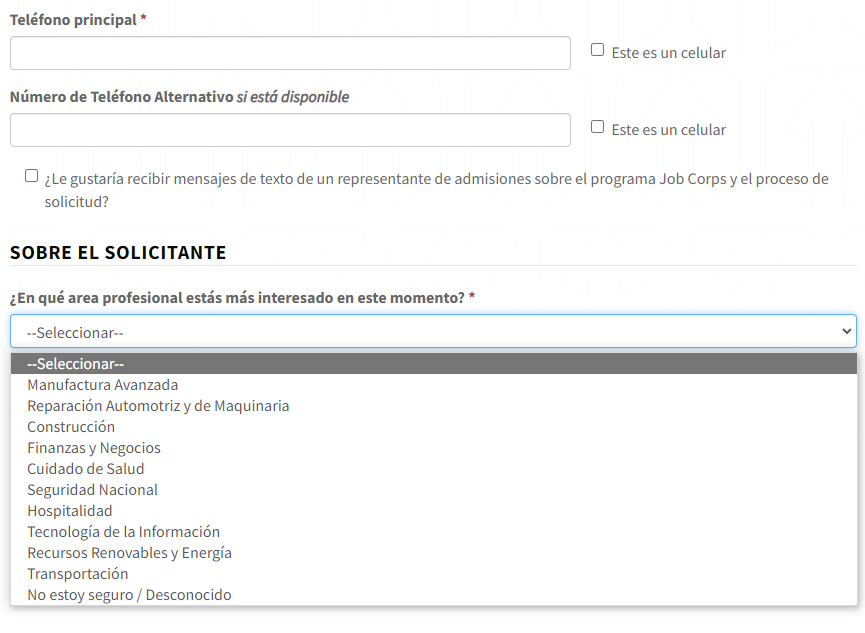 Teléfono principal *
Este es un celular
Número de Teléfono Alternativo si está disponible
Este es un celular
¿Le gustaría recibir mensajes de texto de un representante de admisiones sobre el programa Job Corps y el proceso de
solicitud?
SOBRE EL SOLICITANTE
¿En qué area profesional estás más interesado en este momento? *
--Seleccionar--
--Seleccionar--
Manufactura Avanzada
Reparación Automotriz y de Maquinaria
Construcción
Finanzas y Negocios
Cuidado de Salud
Seguridad Nacional
Hospitalidad
Tecnología de la Información
Recursos Renovables y Energía
Transportación
No estoy seguro / Desconocido